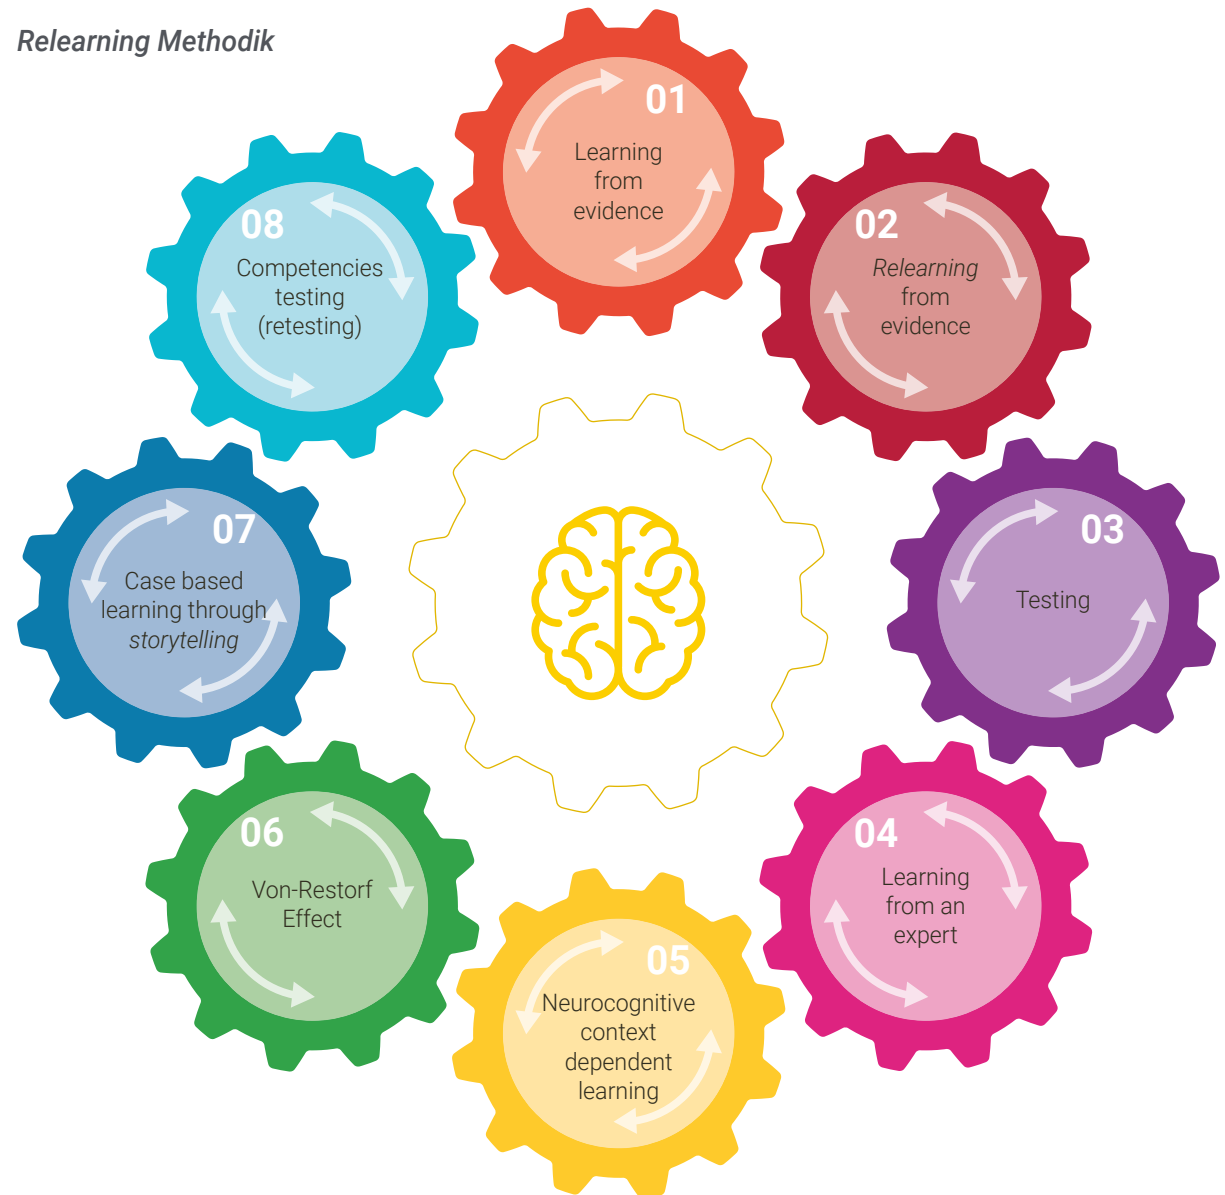 Relearning Methodik
01
Learning
from
evidence
02
Relearning
from
evidence
03
Testing
04
Learning
from an
expert
05
Neurocognitive
context
dependent
learning
06
Von-Restorf
Effect
07
Case based
learning through
storytelling
08
Competencies
testing
(retesting)